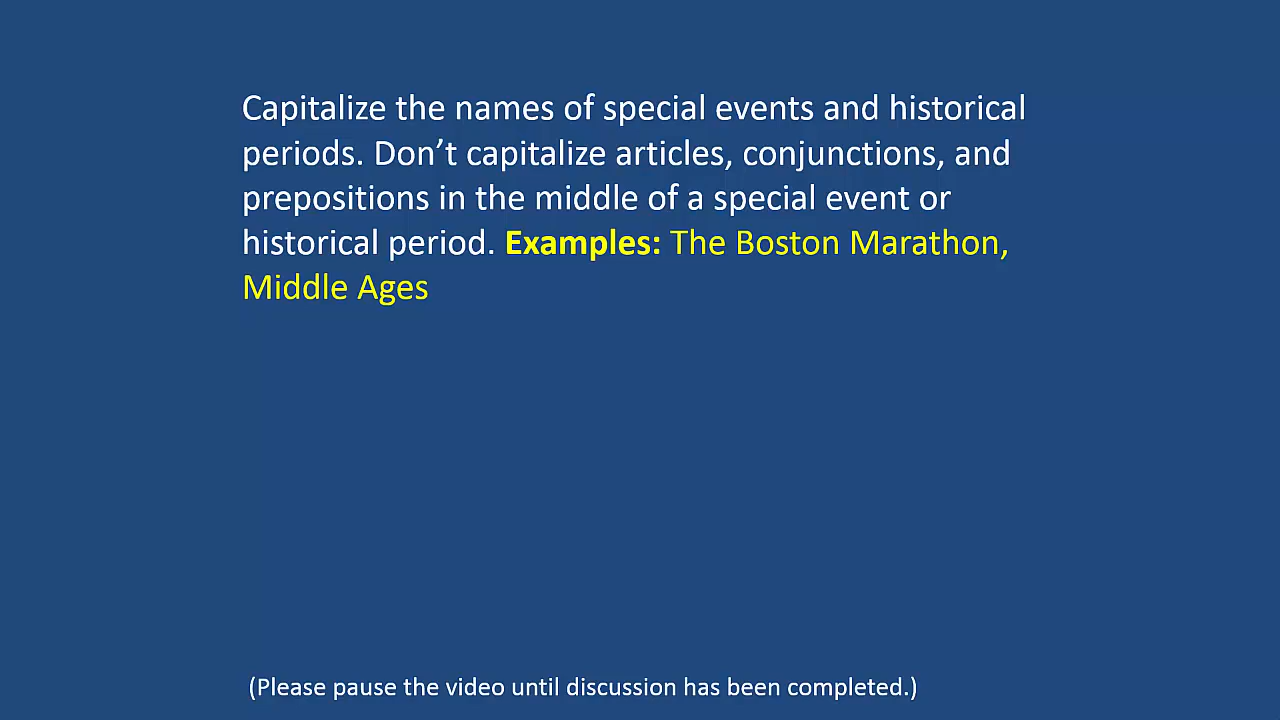 Capitalize the names of special events and historical
periods. Don’t capitalize articles, conjunctions, and
prepositions in the middle of a special event or
historical period. Examples: The Boston Marathon,
Middle Ages
(Please pause the video until discussion has been completed.)